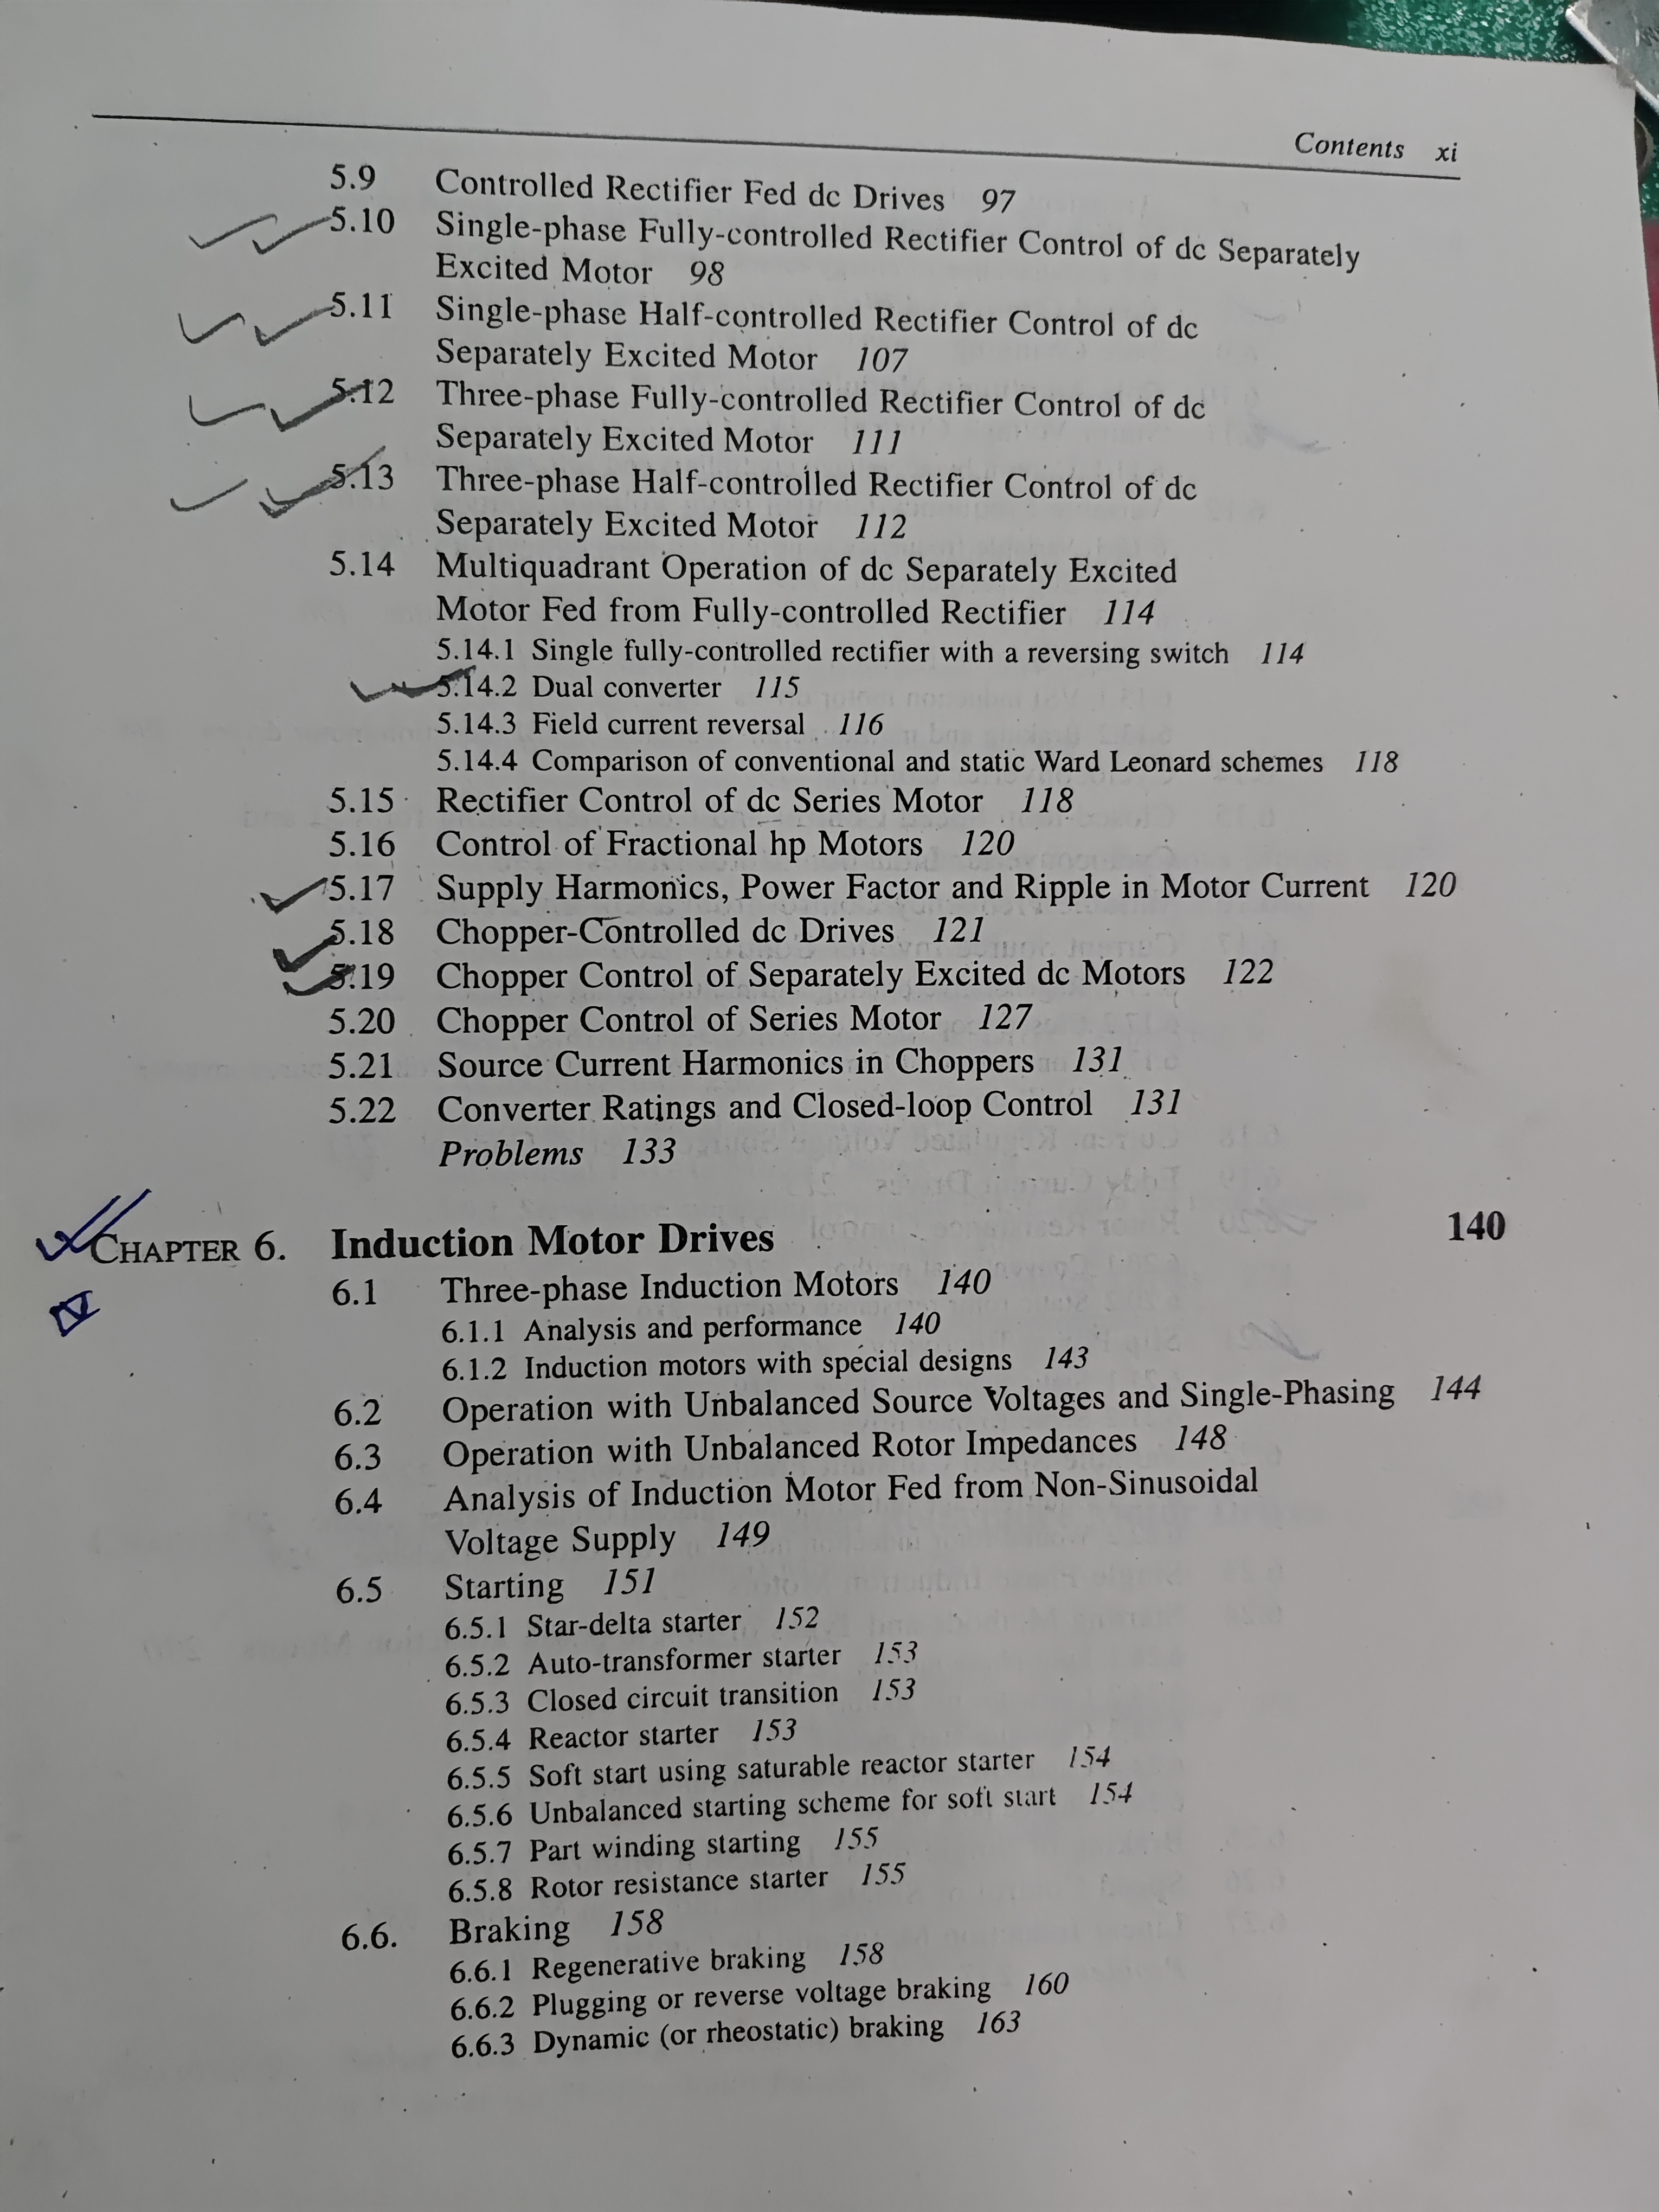 Contents xi
5.9 Controlled Rectifier Fed dc Drives 97
5.10 Single-phase Fully-controlled Rectifier Control of dc Separately
Excited Motor 98
5.11 Single-phase Half-controlled Rectifier Control of dc
Separately Excited Motor 107
5.12 Three-phase Fully-controlled Rectifier Control of dc
Separately Excited Motor 111
5.13 Three-phase Half-controlled Rectifier Control of dc
Separately Excited Motor 112
5.14 Multiquadrant Operation of dc Separately Excited
Motor Fed from Fully-controlled Rectifier 114
5.14.1 Single fully-controlled rectifier with a reversing switch 114
5.14.2 Dual converter 115
5.14.3 Field current reversal 116
5.14.4 Comparison of conventional and static Ward Leonard schemes 118
5.15 Rectifier Control of dc Series Motor 118
5.16 Control of Fractional hp Motors 120
5.17 Supply Harmonics, Power Factor and Ripple in Motor Current 120
5.18 Chopper-Controlled dc Drives 121
5.19 Chopper Control of Separately Excited dc Motors 122
5.20 Chopper Control of Series Motor 127
5.21 Source Current Harmonics in Choppers 131
5.22 Converter Ratings and Closed-loop Control 131
Problems 133
CHAPTER 6. Induction Motor Drives 140
IV
6.1 Three-phase Induction Motors 140
6.1.1 Analysis and performance 140
6.1.2 Induction motors with special designs 143
6.2 Operation with Unbalanced Source Voltages and Single-Phasing 144
6.3 Operation with Unbalanced Rotor Impedances 148
6.4 Analysis of Induction Motor Fed from Non-Sinusoidal
Voltage Supply 149
6.5 Starting 151
6.5.1 Star-delta starter 152
6.5.2 Auto-transformer starter 153
6.5.3 Closed circuit transition 153
6.5.4 Reactor starter 153
6.5.5 Soft start using saturable reactor starter 154
6.5.6 Unbalanced starting scheme for soft start 154
6.5.7 Part winding starting 155
6.5.8 Rotor resistance starter 155
6.6. Braking 158
6.6.1 Regenerative braking 158
6.6.2 Plugging or reverse voltage braking 160
6.6.3 Dynamic (or rheostatic) braking 163